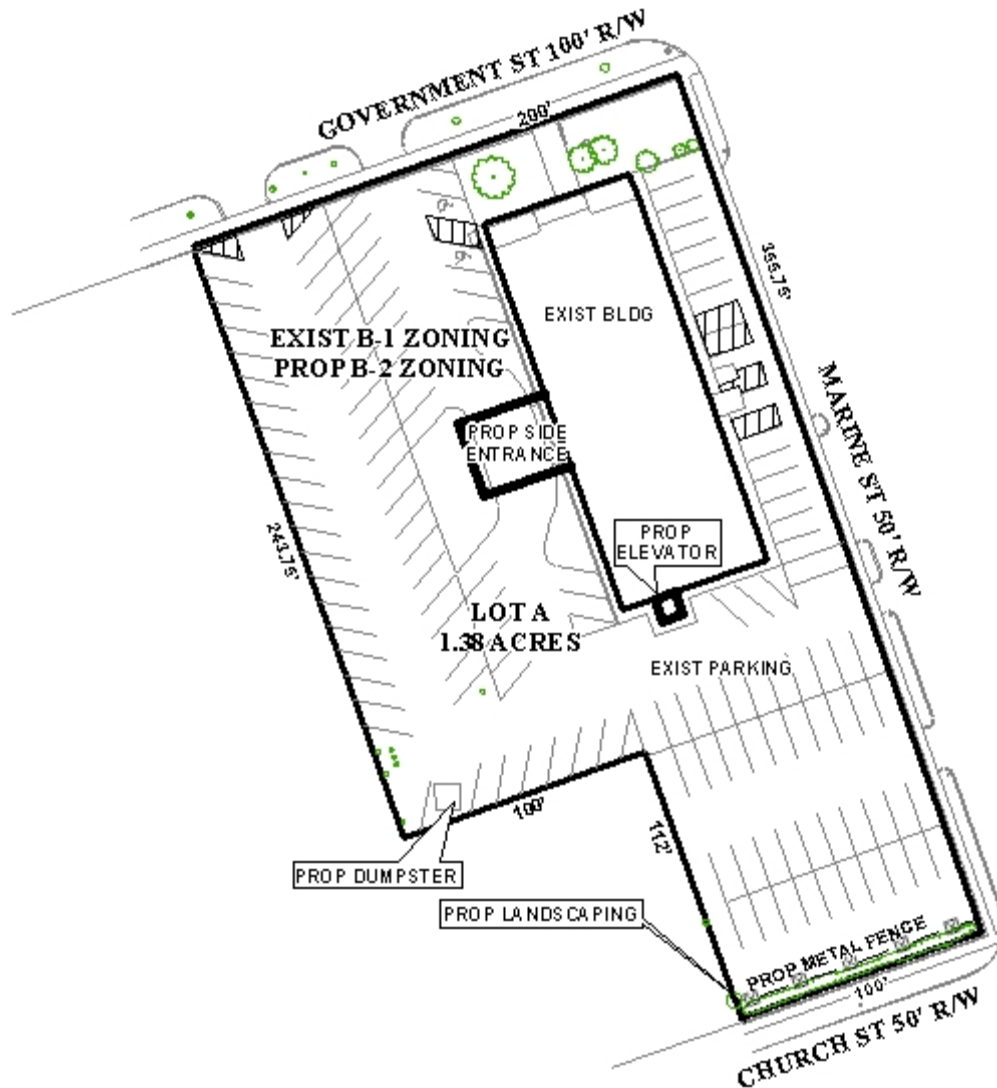 GOVERNMENT ST 100' R/W
200'
EXIST BLDG
355.75'
EXIST B-1 ZONING
PROP B-2 ZONING
MARINE ST 50' R/W
PROP SIDE
ENTRANCE
243.75'
PROP
ELEVATOR
LOT A
1.38 ACRES
EXIST PARKING
100'
112'
PROP DUMPSTER
PROP LANDSCAPING
PROP METAL FENCE
100'
CHURCH ST 50' R/W